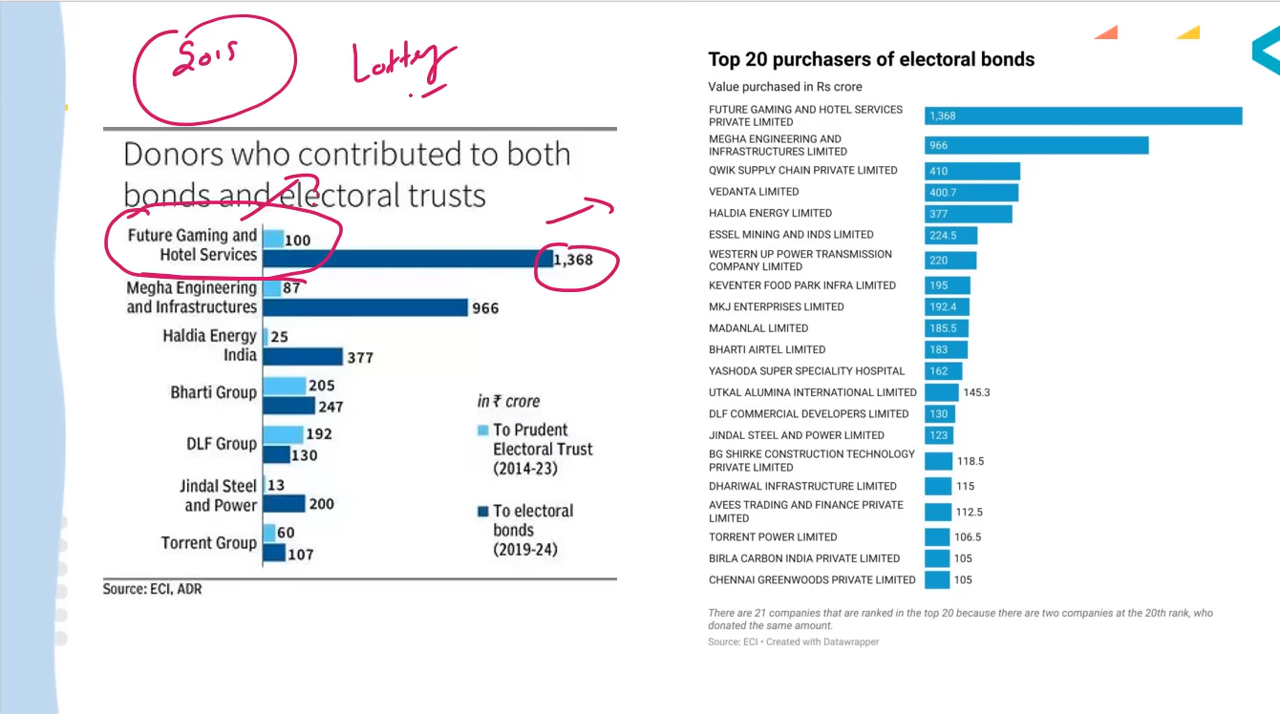 2015
Lottery
Donors who contributed to both
bonds and electoral trusts
Future Gaming and
Hotel Services
100
1,368
Megha Engineering
and Infrastructures
87
966
Haldia Energy
India
25
377
Bharti Group
205
247
DLF Group
192
130
Jindal Steel
and Power
13
200
Torrent Group
60
107
in ₹ crore
To Prudent
Electoral Trust
(2014-23)
To electoral
bonds
(2019-24)
Source: ECI, ADR
Top 20 purchasers of electoral bonds
Value purchased in Rs crore
FUTURE GAMING AND HOTEL SERVICES
PRIVATE LIMITED
1,368
MEGHA ENGINEERING AND
INFRASTRUCTURES LIMITED
966
QWIK SUPPLY CHAIN PRIVATE LIMITED
410
VEDANTA LIMITED
400.7
HALDIA ENERGY LIMITED
377
ESSEL MINING AND INDS LIMITED
224.5
WESTERN UP POWER TRANSMISSION
COMPANY LIMITED
220
KEVENTER FOOD PARK INFRA LIMITED
195
MKJ ENTERPRISES LIMITED
192.4
MADANLAL LIMITED
185.5
BHARTI AIRTEL LIMITED
183
YASHODA SUPER SPECIALITY HOSPITAL
162
UTKAL ALUMINA INTERNATIONAL LIMITED
145.3
DLF COMMERCIAL DEVELOPERS LIMITED
130
JINDAL STEEL AND POWER LIMITED
123
BG SHIRKE CONSTRUCTION TECHNOLOGY
PRIVATE LIMITED
118.5
DHARIWAL INFRASTRUCTURE LIMITED
115
AVEES TRADING AND FINANCE PRIVATE
LIMITED
112.5
TORRENT POWER LIMITED
106.5
BIRLA CARBON INDIA PRIVATE LIMITED
105
CHENNAI GREENWOODS PRIVATE LIMITED
105
There are 21 companies that are ranked in the top 20 because there are two companies at the 20th rank, who
donated the same amount.
Source: ECI • Created with Datawrapper